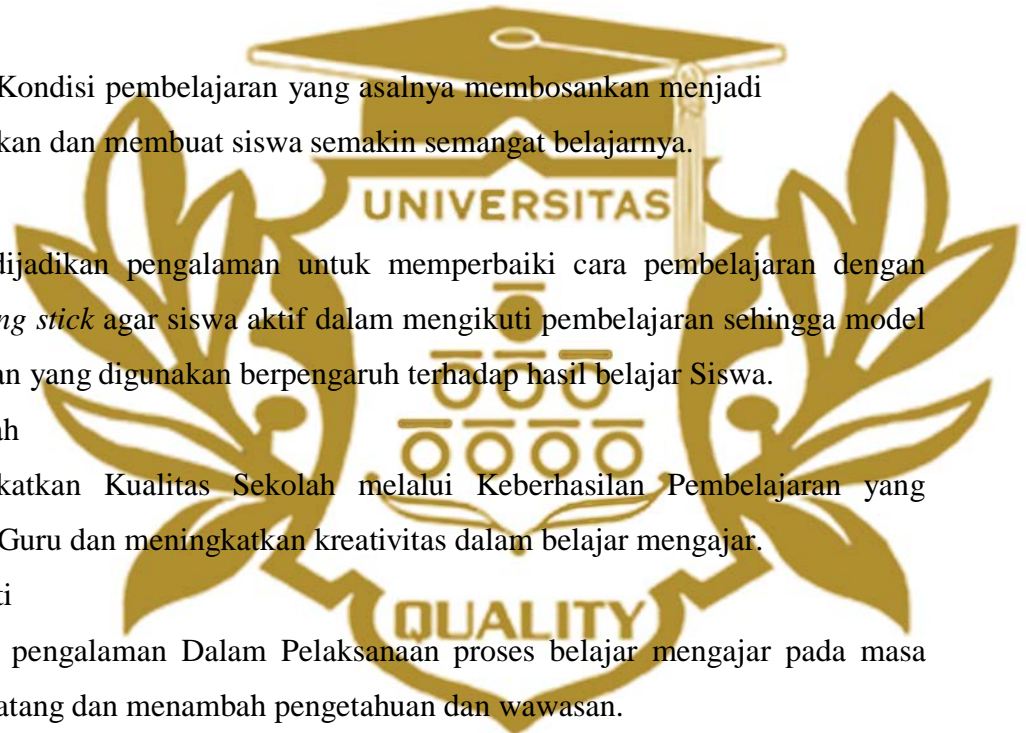 Kondisi pembelajaran yang asalnya membosankan menjadi
kan dan membuat siswa semakin semangat belajarnya.
UNIVERSITAS
dijadikan pengalaman untuk memperbaiki cara pembelajaran dengan
ng stick agar siswa aktif dalam mengikuti pembelajaran sehingga model
an yang digunakan berpengaruh terhadap hasil belajar Siswa.
ah
katkan Kualitas Sekolah melalui Keberhasilan Pembelajaran yang
Guru dan meningkatkan kreativitas dalam belajar mengajar.
ti
QUALITY
pengalaman Dalam Pelaksanaan proses belajar mengajar pada masa
atang dan menambah pengetahuan dan wawasan.